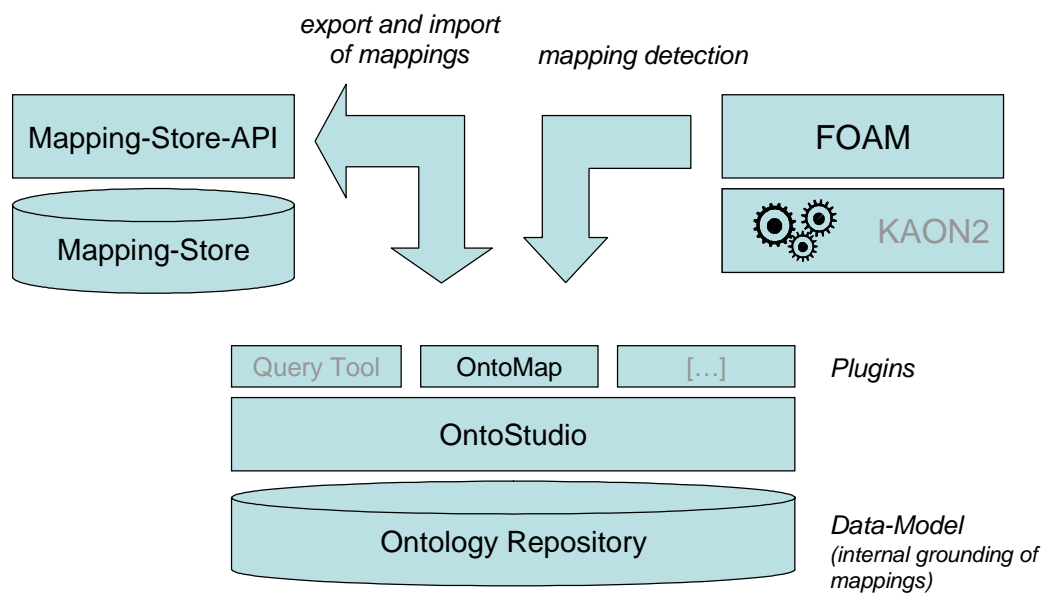 export and import
of mappings
mapping detection
Mapping-Store-API
FOAM
Mapping-Store
KAON2
Query Tool
OntoMap
[…]
Plugins
OntoStudio
Ontology Repository
Data-Model
(internal grounding of
mappings)